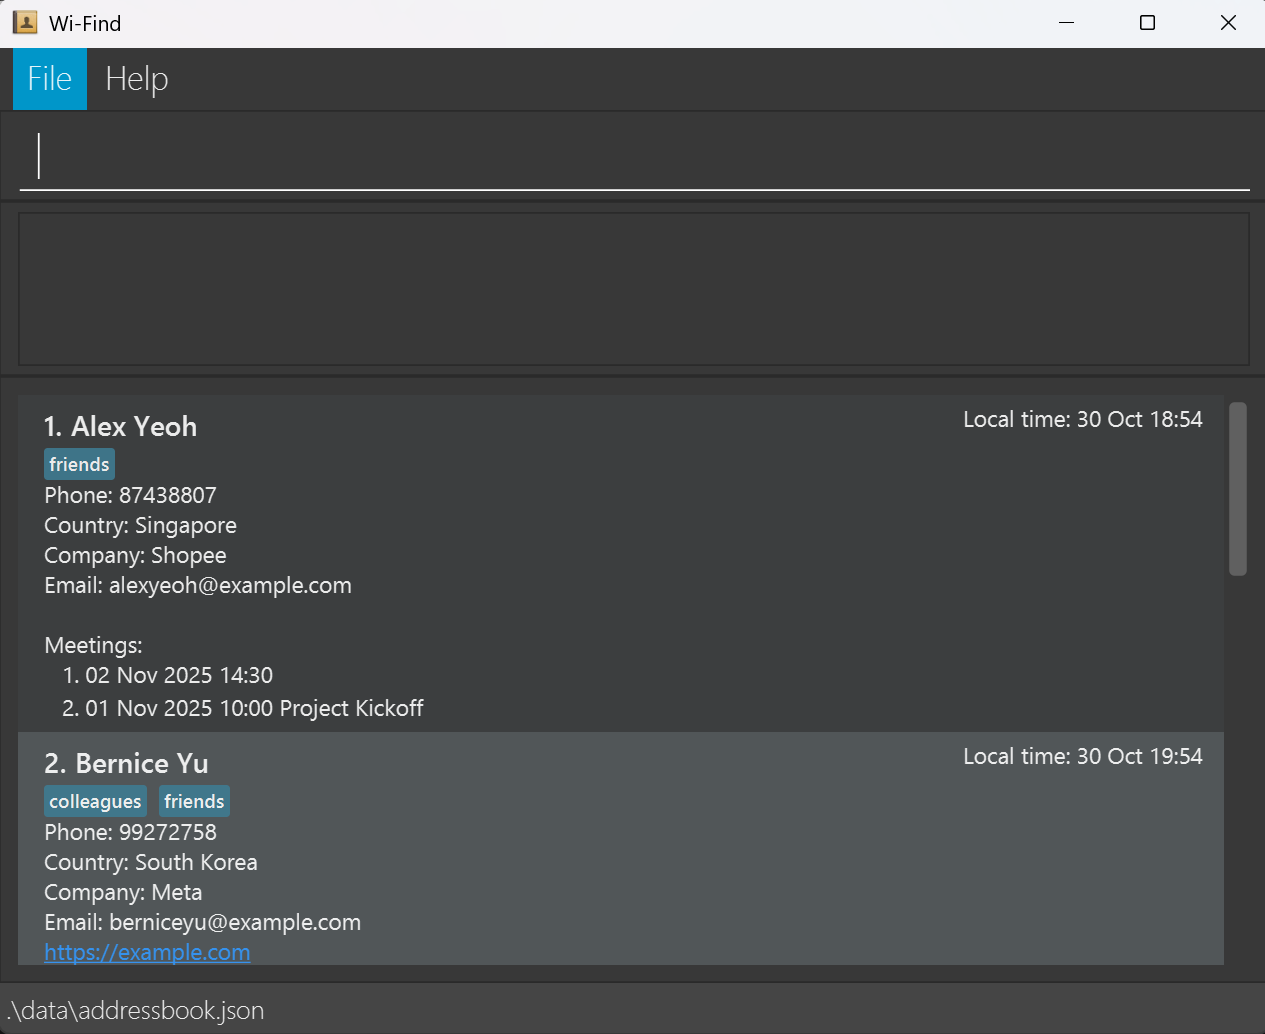 Wi-Find
File Help
1. Alex Yeoh
Local time: 30 Oct 18:54
friends
Phone: 87438807
Country: Singapore
Company: Shopee
Email: alexyeoh@example.com
Meetings:
1. 02 Nov 2025 14:30
2. 01 Nov 2025 10:00 Project Kickoff
2. Bernice Yu
Local time: 30 Oct 19:54
colleagues friends
Phone: 99272758
Country: South Korea
Company: Meta
Email: berniceyu@example.com
https://example.com
.\data\addressbook.json